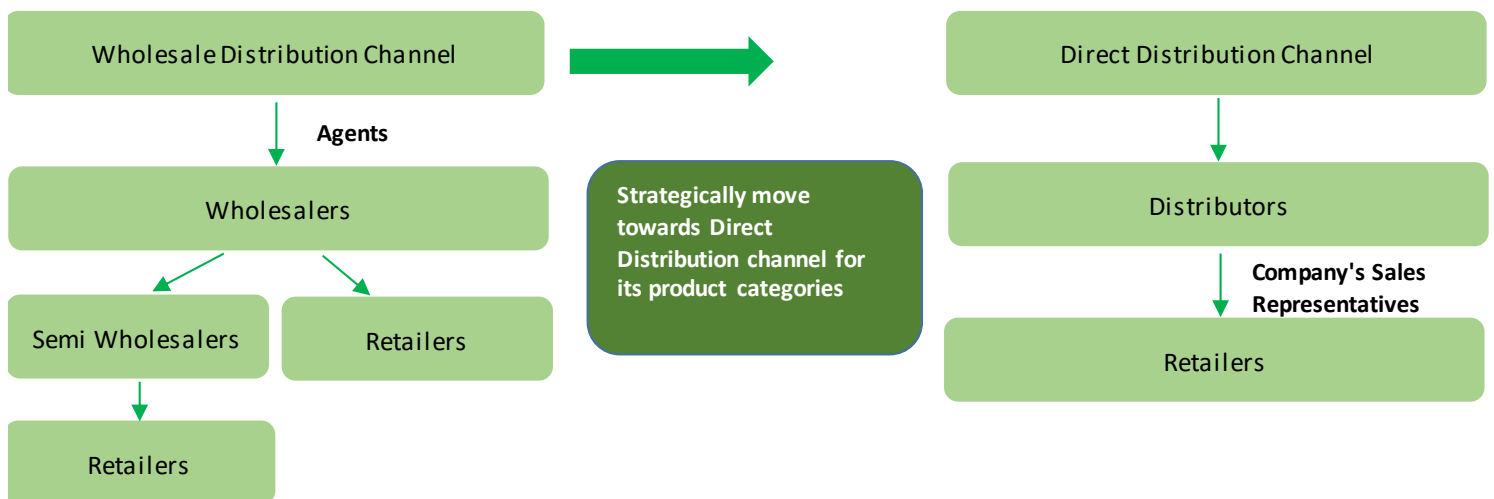 Wholesale Distribution Channel
Direct Distribution Channel
Agents
Wholesalers
Strategically move
towards Direct
Distribution channel for
its product categories
Distributors
Company's Sales
Representatives
Semi Wholesalers
Retailers
Retailers
Retailers